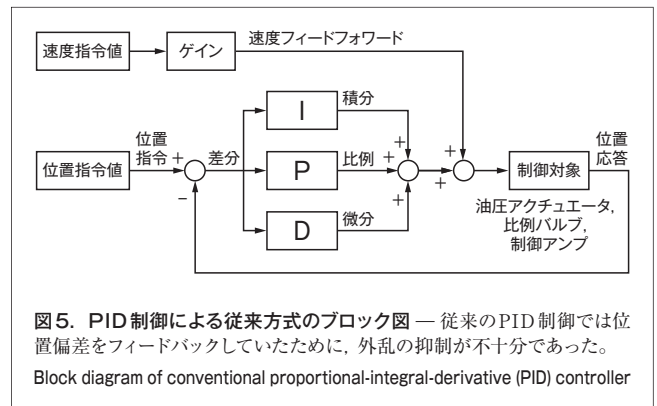 速度フィードフォワード
速度指令値
ゲイン
I
積分
位置
指令
+
差分
位置指令値
P
比例
+
+
+
+
+
制御対象
位置
応答
−
D
微分
+
油圧アクチュエータ,
比例バルブ,
制御アンプ
図5. PID制御による従来方式のブロック図 — 従来のPID制御では位
置偏差をフィードバックしていたために, 外乱の抑制が不十分であった。
Block diagram of conventional proportional-integral-derivative (PID) controller